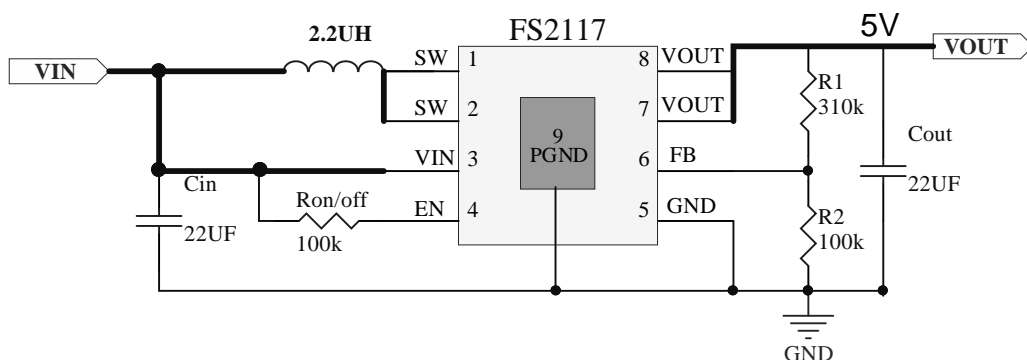 FS2117
5V
2.2UH
VIN
VOUT
SW
1
8
VOUT
R1
310k
SW
2
7
VOUT
9
PGND
Cout
22UF
VIN
3
6
FB
Cin
22UF
Ron/off
100k
EN
4
5
GND
R2
100k
GND